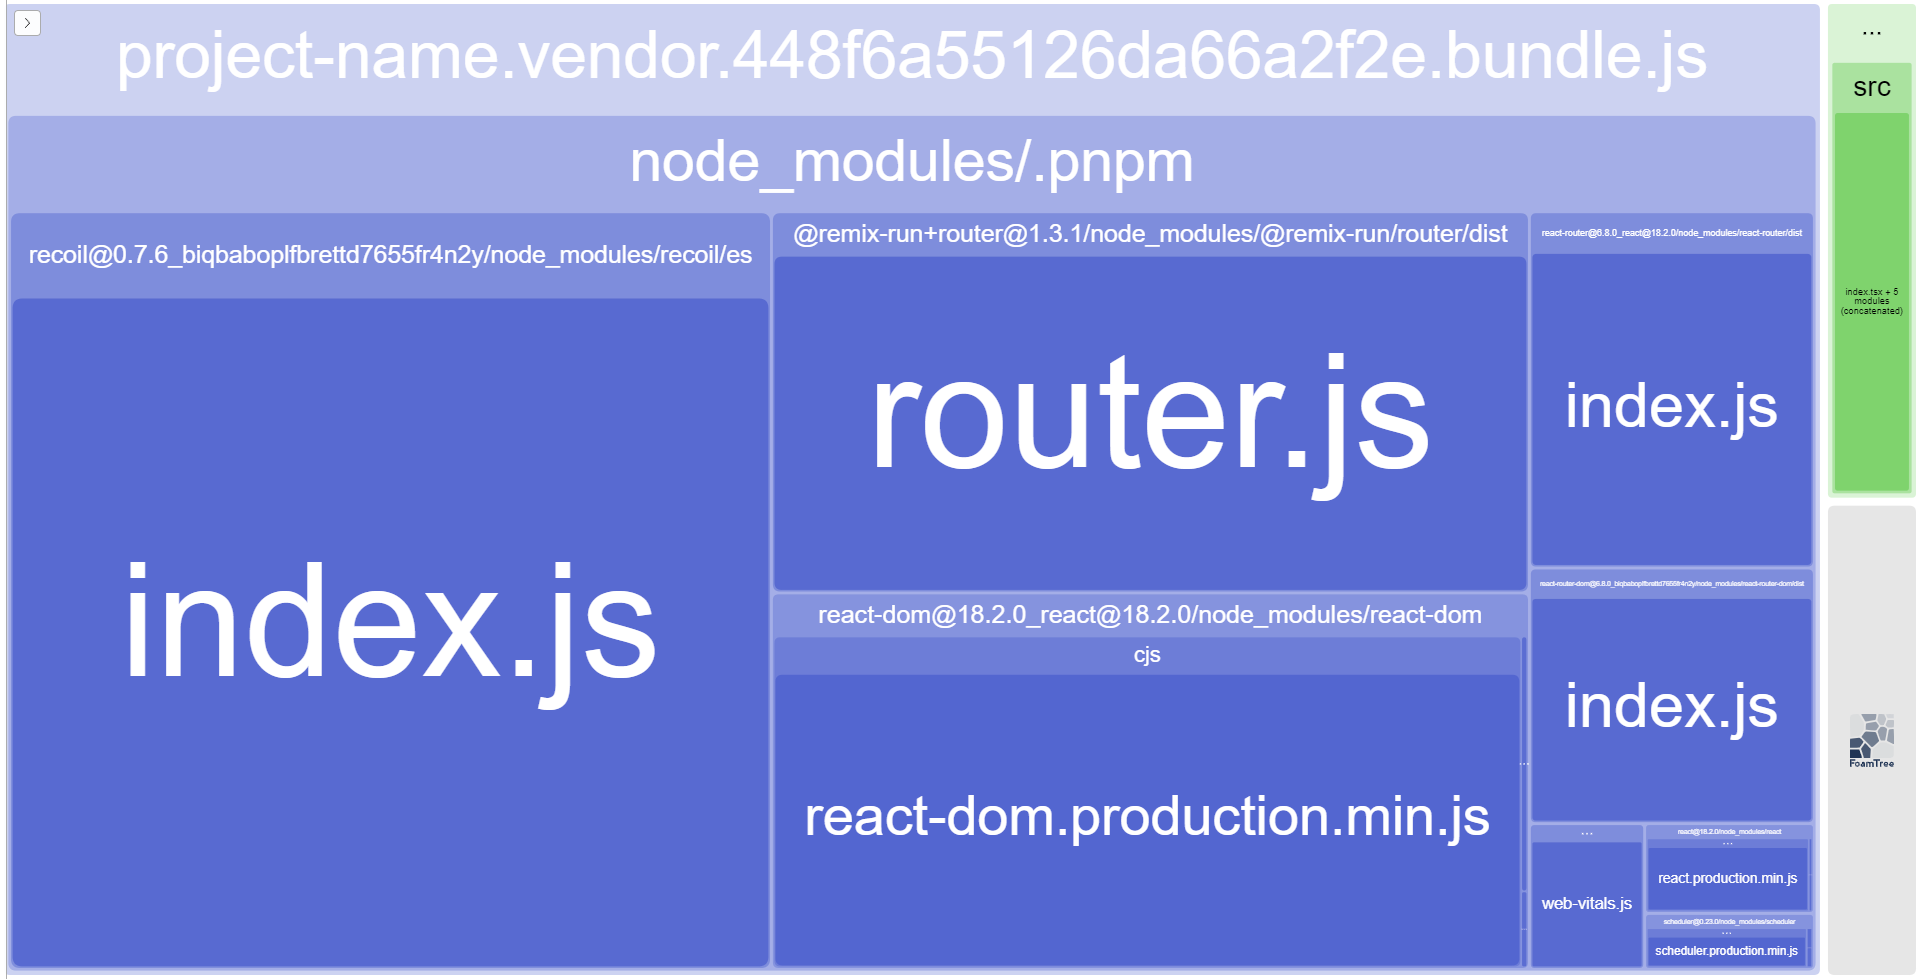 project-name.vendor.448f6a55126da66a2f2e.bundle.js
node_modules/.pnpm
recoil@0.7.6_biqbaboplfbrettd7655fr4n2y/node_modules/recoil/es
index.js
@remix-run+router@1.3.1/node_modules/@remix-run/router/dist
router.js
react-dom@18.2.0_react@18.2.0/node_modules/react-dom
cjs
react-dom.production.min.js
...
react-router@6.8.0_react@18.2.0/node_modules/react-router/dist
index.js
react-router-dom@6.8.0_biqbaboplfbrettd7655fr4n2y/node_modules/react-router-dom/dist
index.js
...
web-vitals.js
react@18.2.0/node_modules/react
...
react.production.min.js
scheduler@0.23.0/node_modules/scheduler
...
scheduler.production.min.js
...
src
index.tsx + 5
modules
(concatenated)
FoamTree